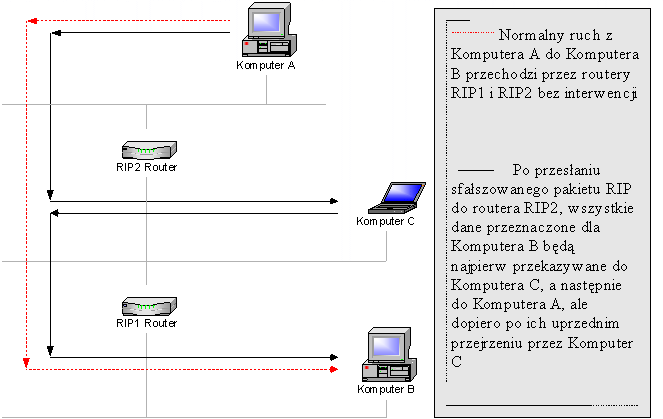 Komputer A
RIP2 Router
Komputer C
RIP1 Router
Komputer B
Normalny ruch z
Komputera A do Komputera
B przechodzi przez routery
RIP1 i RIP2 bez interwencji
Po przesłaniu
sfałszowanego pakietu RIP
do routera RIP2, wszystkie
dane przeznaczone dla
Komputera B będą
najpierw przekazywane do
Komputera C, a następnie
do Komputera A, ale
dopiero po ich uprzednim
przejrzeniu przez Komputer
C